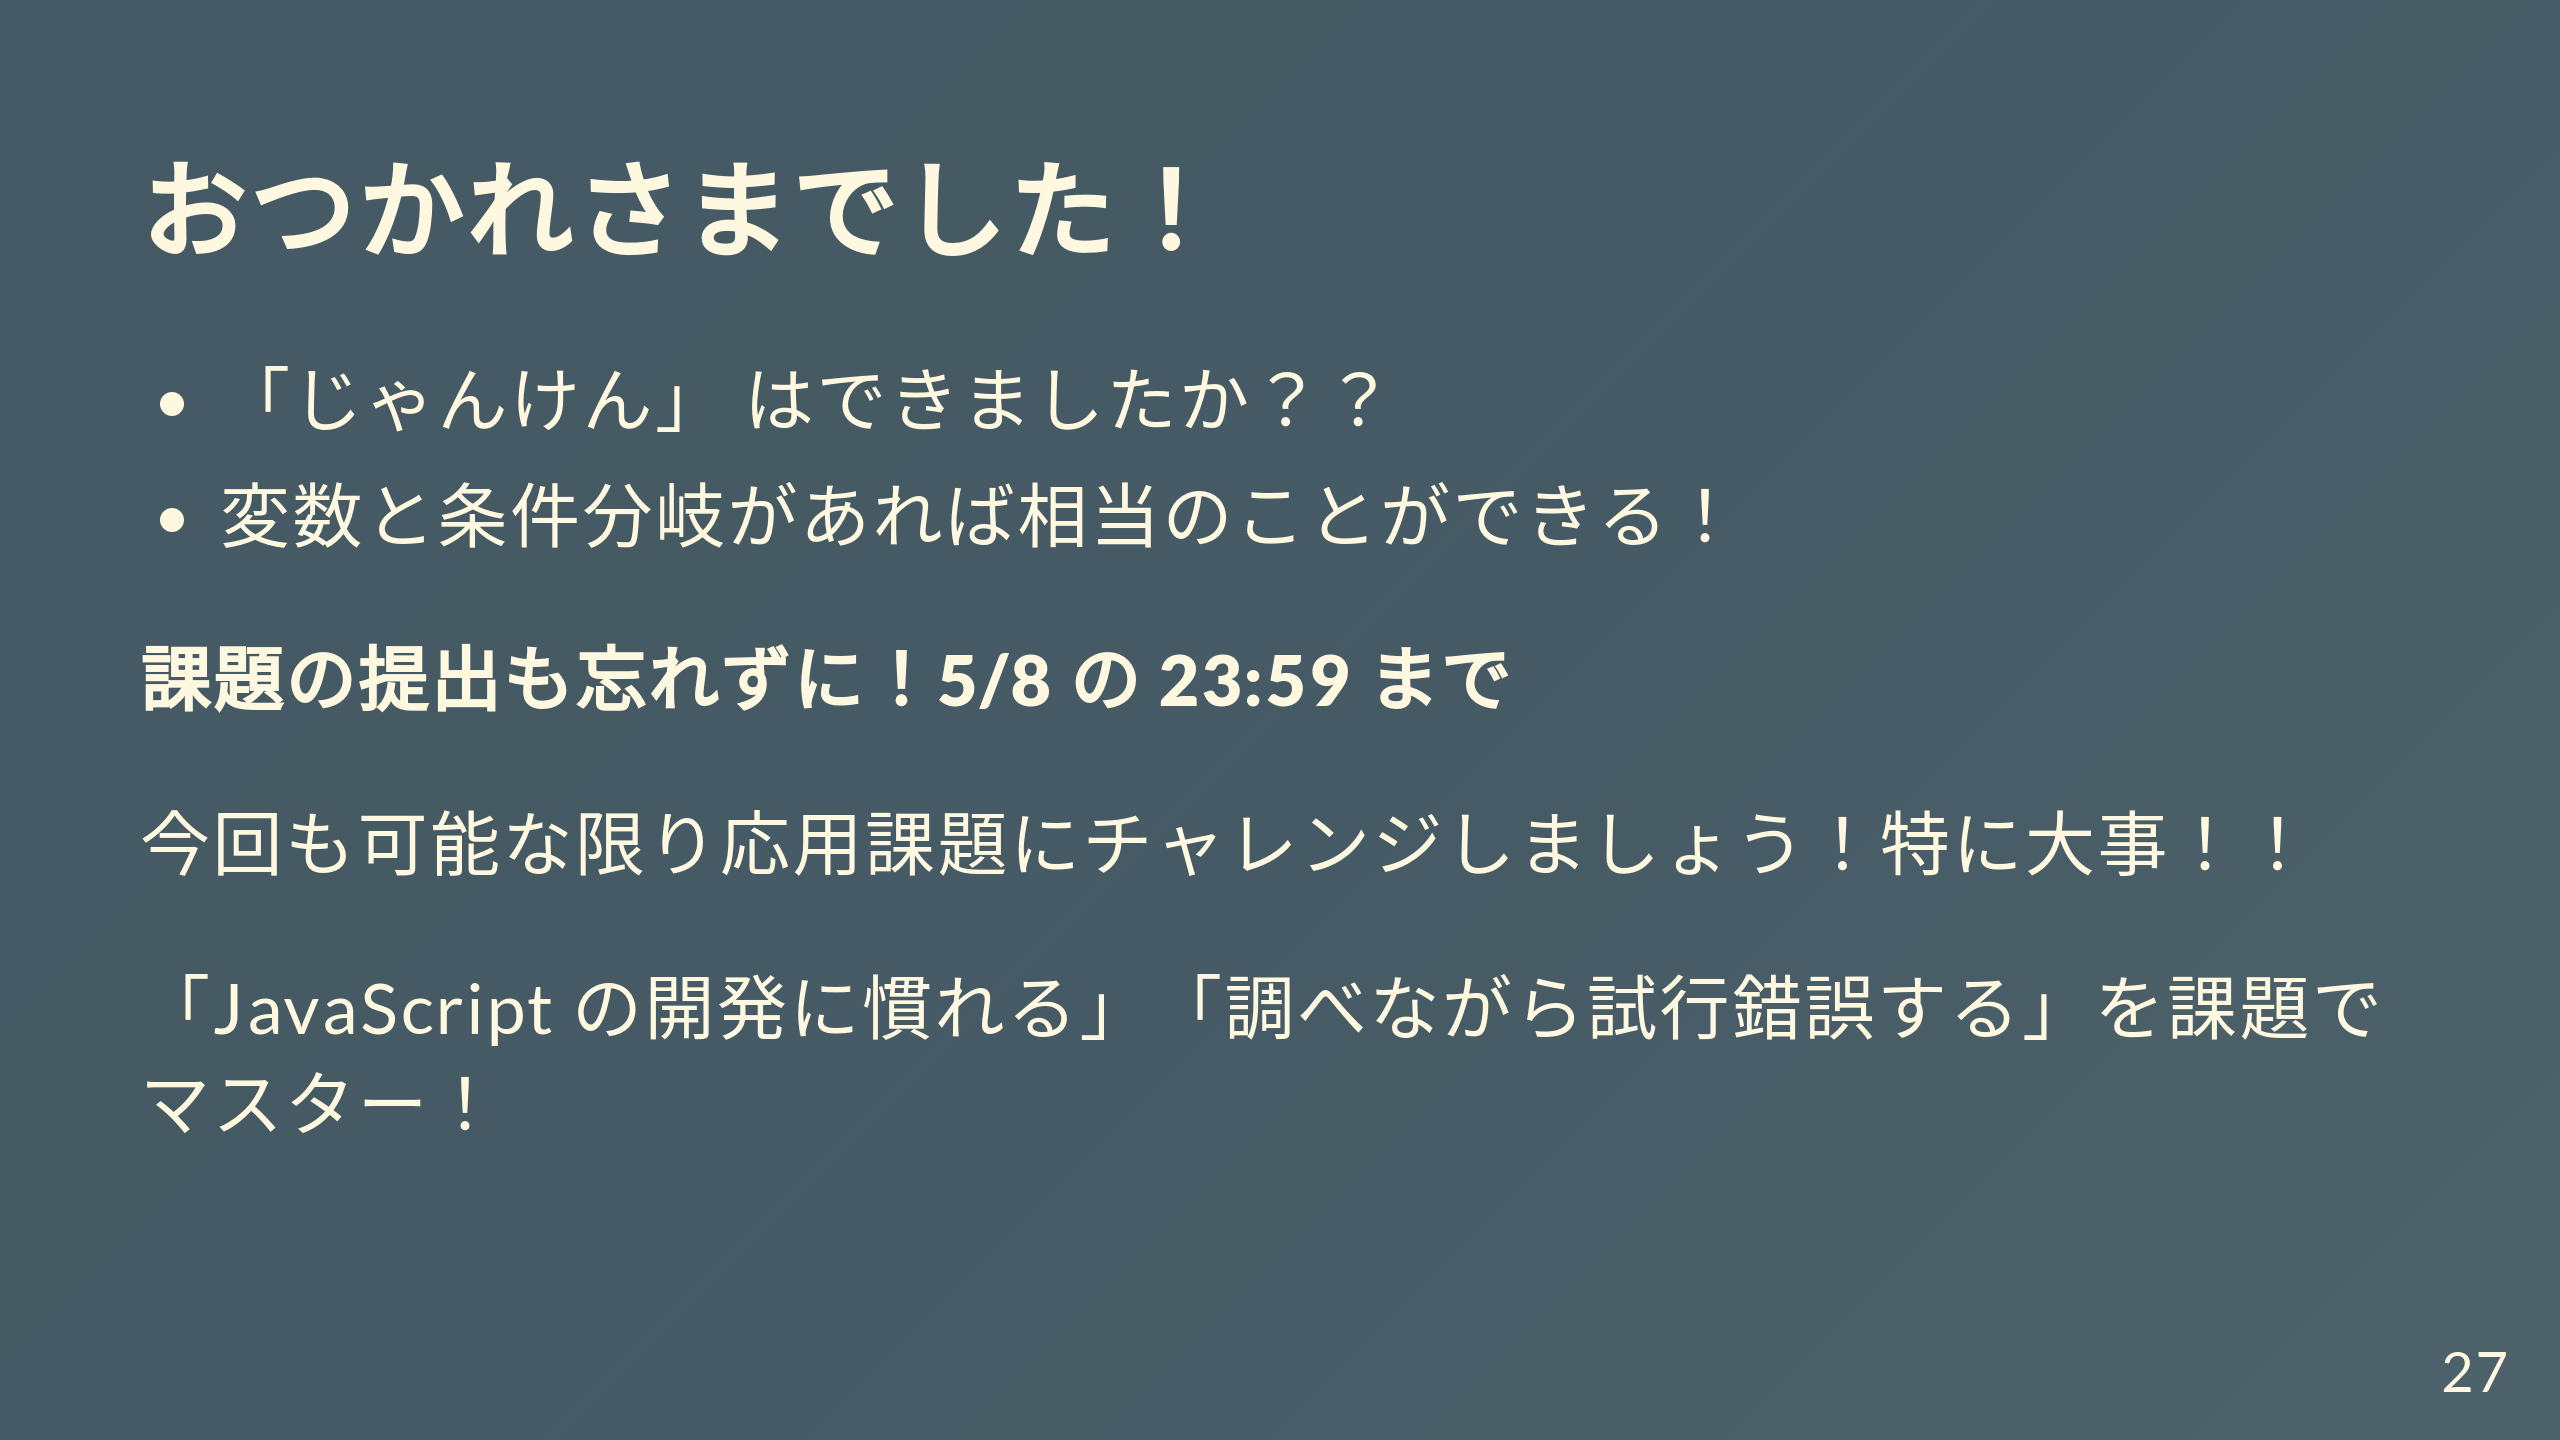 おつかれさまでした！
• 「じゃんけん」 はできましたか？？
• 変数と条件分岐があれば相当のことができる！
課題の提出も忘れずに！5/8 の 23:59 まで
今回も可能な限り応用課題にチャレンジしましょう！特に大事！！
「JavaScript の開発に慣れる」「調べながら試行錯誤する」を課題で
マスター！
27